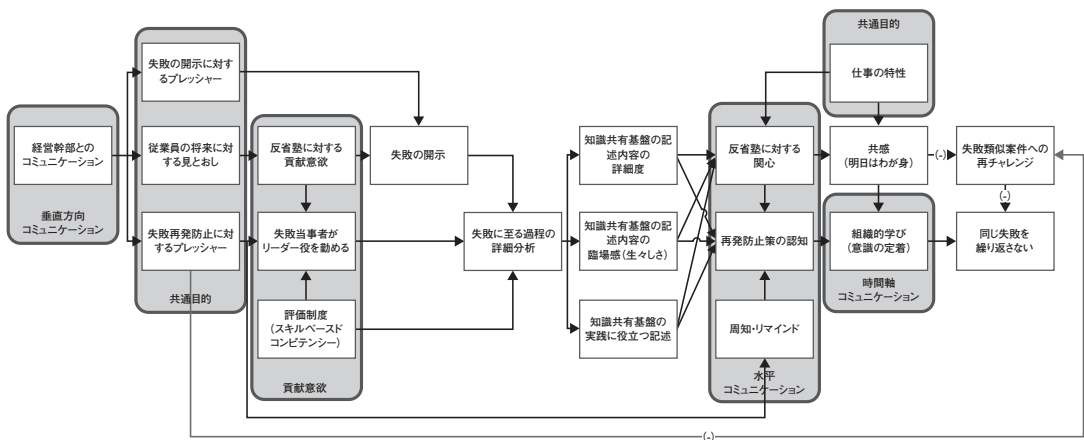 共通目的
失敗の開示に対す
るプレッシャー
仕事の特性
経営幹部との
コミュニケーション
従業員の将来に対
する見とおし
反省塾に対する
貢献意欲
失敗の開示
知識共有基盤の記
述内容の
詳細度
反省塾に対する
関心
共感
(明日はわが身)
(-)
失敗類似案件への
再チャレンジ
(-)
垂直方向
コミュニケーション
失敗再発防止に対
するプレッシャー
失敗当事者が
リーダー役を勤める
失敗に至る過程の
詳細分析
知識共有基盤の記
述内容の
臨場感(生々しさ)
再発防止策の認知
組織的学び
(意識の定着)
同じ失敗を
繰り返さない
時間軸
コミュニケーション
共通目的
評価制度
(スキルベースド
コンピテンシー)
知識共有基盤の
実践に役立つ記述
周知・リマインド
貢献意欲
水平
コミュニケーション
(-)